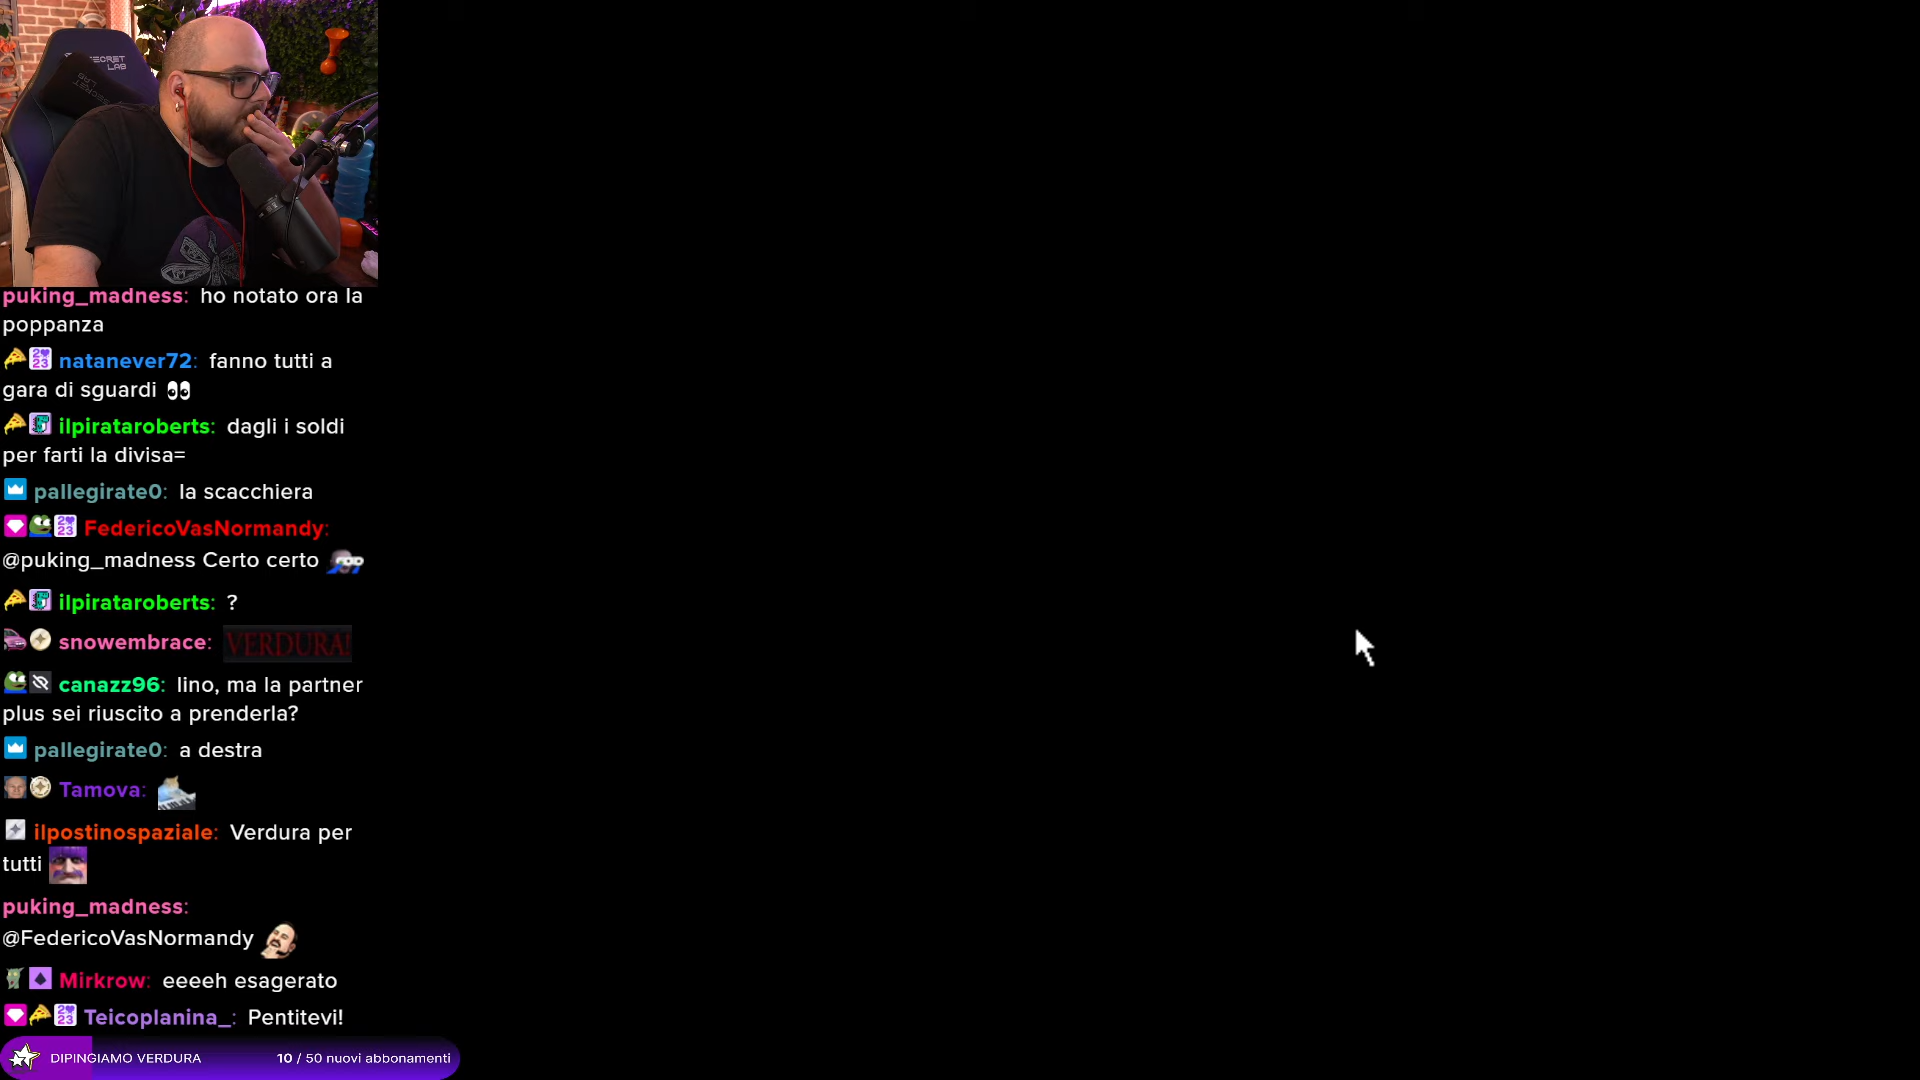 SECRET
LAB
puking_madness: ho notato ora la
poppanza
natanever72: fanno tutti a
gara di sguardi
ilpirataroberts: dagli i soldi
per farti la divisa=
pallegirate0: la scacchiera
FedericoVasNormandy:
@puking_madness Certo certo
ilpirataroberts: ?
snowembrace: VERDURA!
canazz96: lino, ma la partner
plus sei riuscito a prenderla?
pallegirate0: a destra
Tamova:
ilpostinospaziale: Verdura per
tutti
puking_madness:
@FedericoVasNormandy
Mirkrow: eeeeh esagerato
Teicoplanina_: Pentitevi!
DIPINGIAMO VERDURA 10 / 50 nuovi abbonamenti